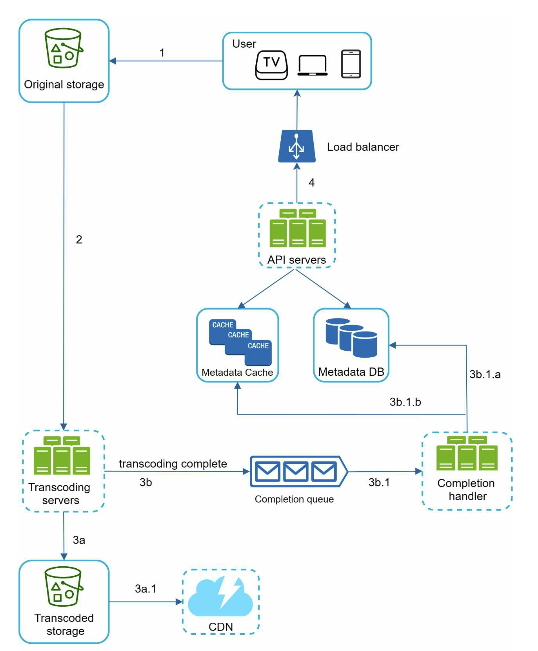 User
TV
1
Original storage
Load balancer
4
2
API servers
CACHE
CACHE
CACHE
Metadata Cache
Metadata DB
3b.1.a
3b.1.b
transcoding complete
3b
Completion queue
3b.1
Transcoding
servers
Completion
handler
3a
3a.1
Transcoded
storage
CDN